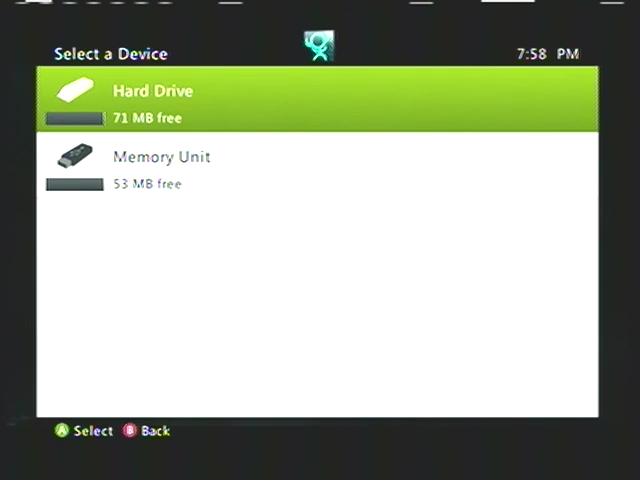 Select a Device
7:58 PM
Hard Drive
71 MB free
Memory Unit
53 MB free
A Select B Back